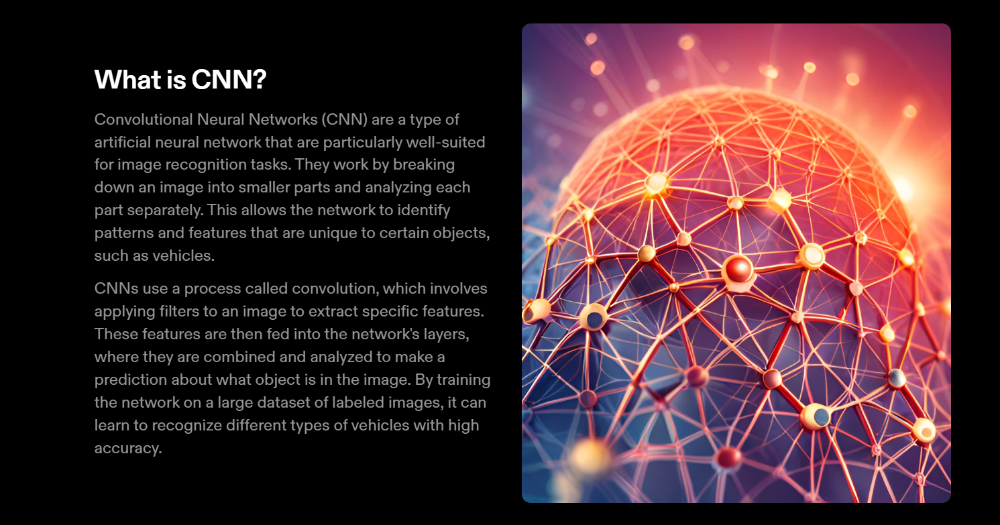 What is CNN?
Convolutional Neural Networks (CNN) are a type of
artificial neural network that are particularly well-suited
for image recognition tasks. They work by breaking
down an image into smaller parts and analyzing each
part separately. This allows the network to identify
patterns and features that are unique to certain objects,
such as vehicles.
CNNs use a process called convolution, which involves
applying filters to an image to extract specific features.
These features are then fed into the network's layers,
where they are combined and analyzed to make a
prediction about what object is in the image. By training
the network on a large dataset of labeled images, it can
learn to recognize different types of vehicles with high
accuracy.